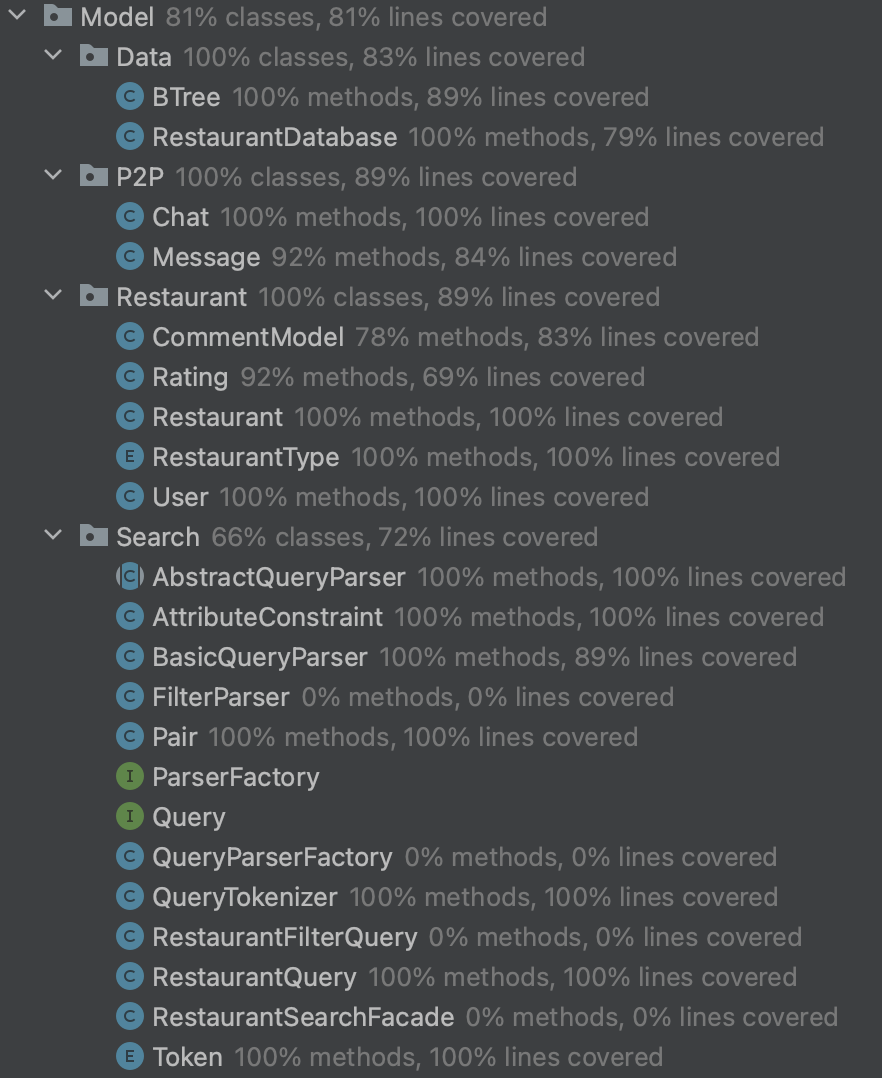 Model 81% classes, 81% lines covered
Data 100% classes, 83% lines covered
C BTree 100% methods, 89% lines covered
C RestaurantDatabase 100% methods, 79% lines covered
P2P 100% classes, 89% lines covered
C Chat 100% methods, 100% lines covered
C Message 92% methods, 84% lines covered
Restaurant 100% classes, 89% lines covered
C CommentModel 78% methods, 83% lines covered
C Rating 92% methods, 69% lines covered
C Restaurant 100% methods, 100% lines covered
E RestaurantType 100% methods, 100% lines covered
C User 100% methods, 100% lines covered
Search 66% classes, 72% lines covered
C AbstractQueryParser 100% methods, 100% lines covered
C AttributeConstraint 100% methods, 100% lines covered
C BasicQueryParser 100% methods, 89% lines covered
C FilterParser 0% methods, 0% lines covered
C Pair 100% methods, 100% lines covered
I ParserFactory
I Query
C QueryParserFactory 0% methods, 0% lines covered
C QueryTokenizer 100% methods, 100% lines covered
C RestaurantFilterQuery 0% methods, 0% lines covered
C RestaurantQuery 100% methods, 100% lines covered
C RestaurantSearchFacade 0% methods, 0% lines covered
E Token 100% methods, 100% lines covered